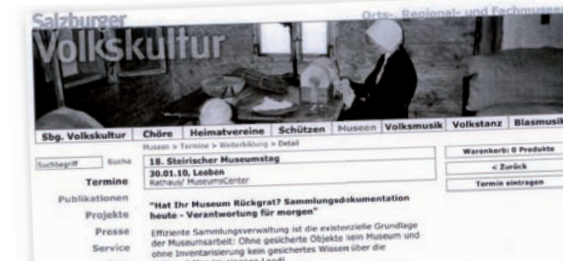 Salzburger
Volkskultur
Orts-, Regional- und Fachmuseen
Sbg. Volkskultur Chöre Heimatvereine Schützen Museen Volksmusik Volkstanz Blasmusik
Museen > Termine > Weiterbildung > Detail
Suchbegriff Suche
18. Steirischer Museumstag
30.01.10, Leoben
Rathaus/ MuseumsCenter
Warenkorb: 0 Produkte
< Zurück
Termin eintragen
Termine
Publikationen
Projekte
Presse
Service
"Hat Ihr Museum Rückgrat? Sammlungsdokumentation
heute - Verantwortung für morgen"
Effiziente Sammlungsverwaltung ist die existenzielle Grundlage
der Museumsarbeit: Ohne gesicherte Objekte kein Museum und
ohne Inventarisierung kein gesichertes Wissen über die